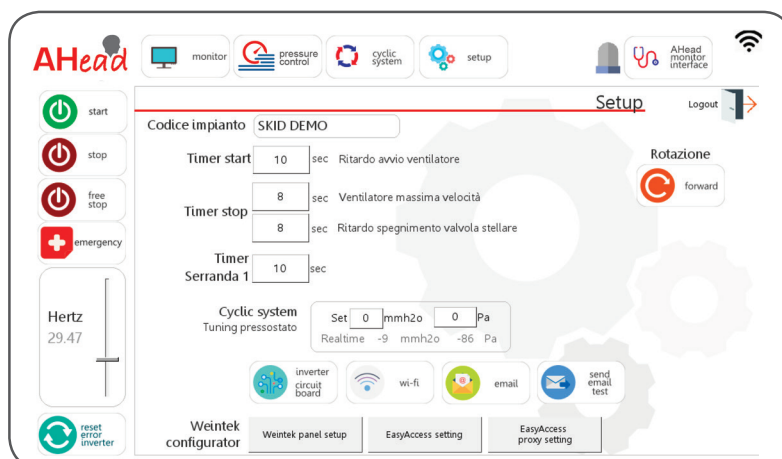 AHead
monitor
pressure
control
cyclic
system
setup
AHead
monitor
interface
start
stop
free
stop
emergency
Hertz
29.47
reset
error
inverter
Setup
Logout
Codice impianto SKID DEMO
Timer start 10 sec Ritardo avvio ventilatore
Timer stop
8 sec Ventilatore massima velocità
8 sec Ritardo spegnimento valvola stellare
Timer
Serranda 1
10 sec
Rotazione
forward
Cyclic system
Tuning pressostato
Set 0 mmh2o 0 Pa
Realtime -9 mmh2o -86 Pa
inverter
circuit
board
wi-fi
email
send
email
test
Weintek
configurator
Weintek panel setup
EasyAccess setting
EasyAccess
proxy setting